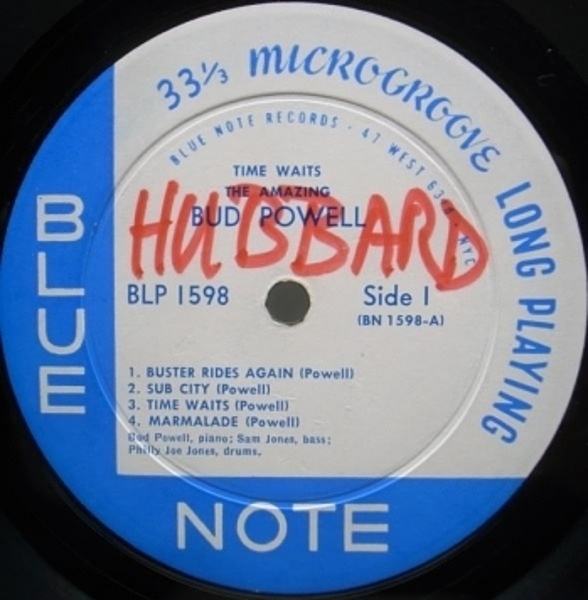 33⅓ MICROGROOVE LONG PLAYING
BLUE NOTE RECORDS · 47 WEST 63rd NYC
TIME WAITS
THE AMAZING
BUD POWELL
HUBBARD
BLP 1598
Side 1
(BN 1598-A)
1. BUSTER RIDES AGAIN (Powell)
2. SUB CITY (Powell)
3. TIME WAITS (Powell)
4. MARMALADE (Powell)
Bud Powell, piano; Sam Jones, bass;
Philly Joe Jones, drums.
BLUE
NOTE